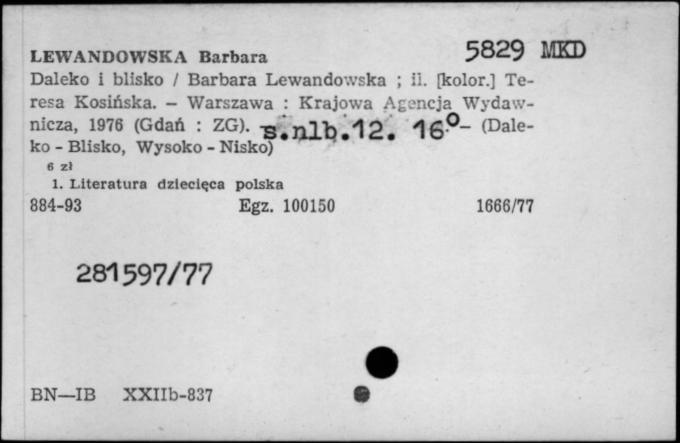 5829 MKD
LEWANDOWSKA Barbara
Daleko i blisko / Barbara Lewandowska ; il. [kolor.] Te-
resa Kosińska. – Warszawa : Krajowa Agencja Wydaw-
nicza, 1976 (Gdań : ZG). s.nlb.12. 16° – (Dale-
ko - Blisko, Wysoko - Nisko)
6 zł
1. Literatura dziecięca polska
884-93 Egz. 100150 1666/77
281597/77
BN—IB XXIIb-837